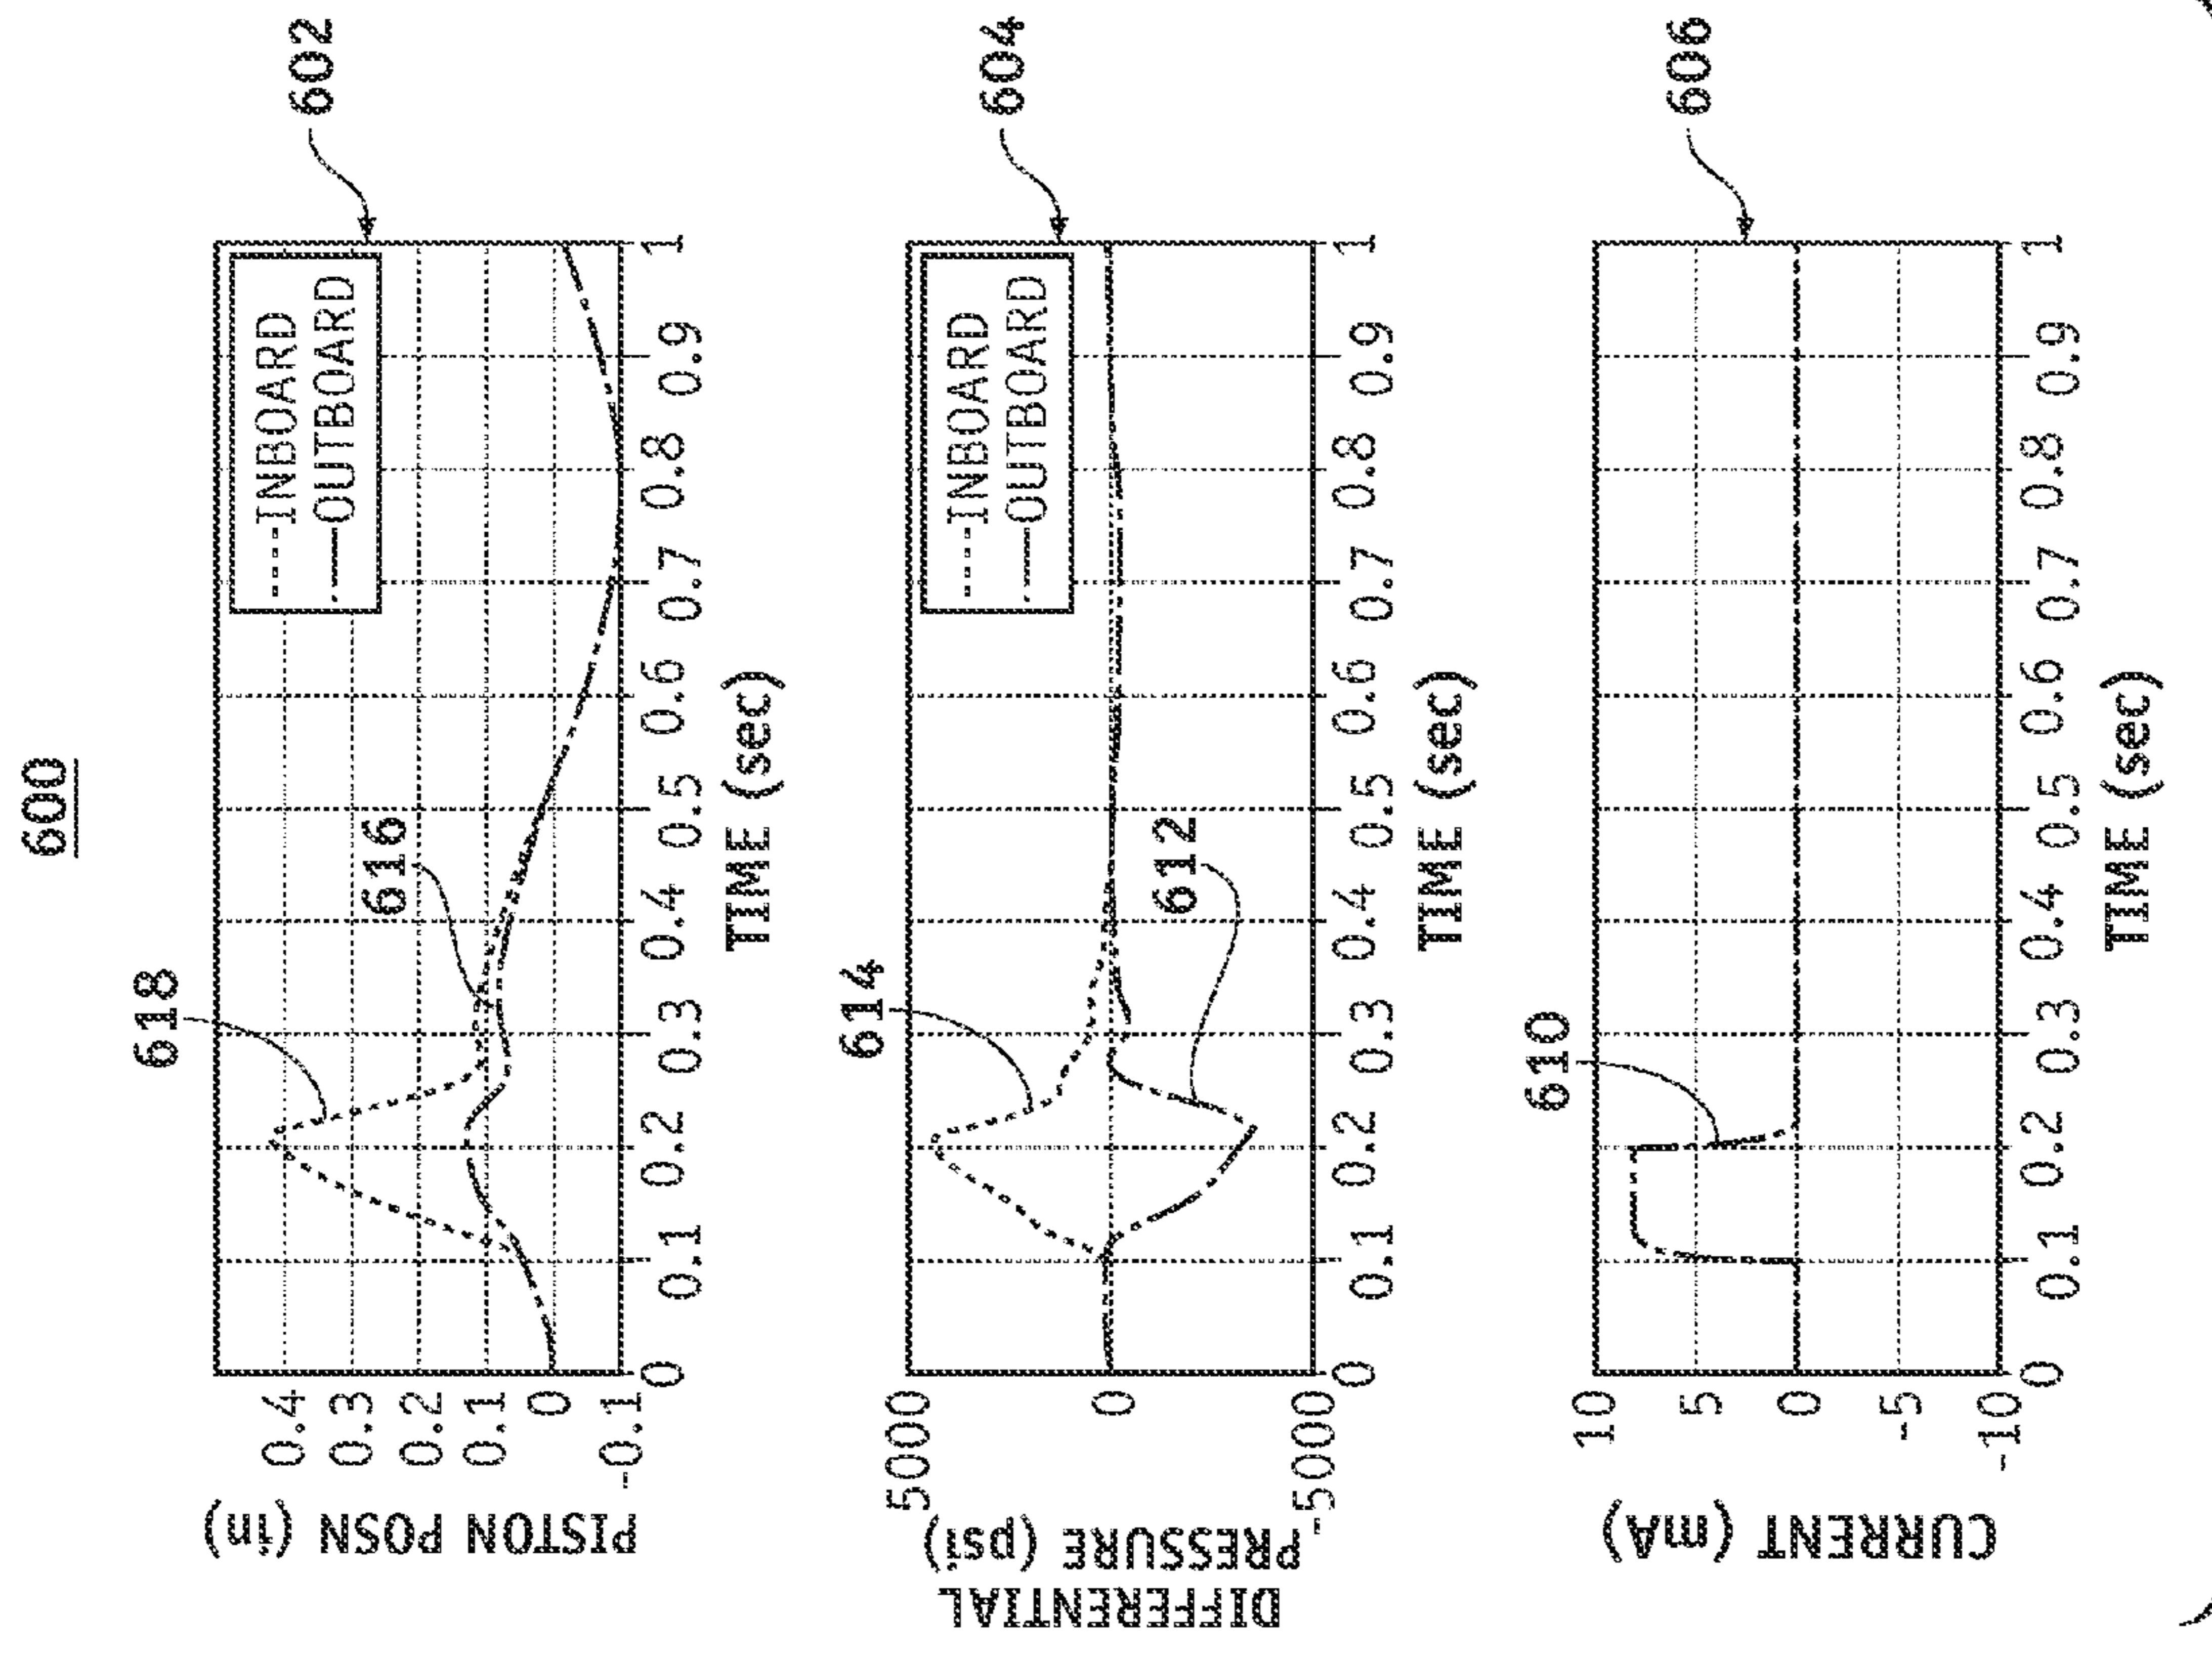 600
602
618
616
INBOARD
OUTBOARD
PISTON POSN (in)
0.4
0.3
0.2
0.1
0
-0.1
0 0.1 0.2 0.3 0.4 0.5 0.6 0.7 0.8 0.9 1
TIME (sec)
604
614
612
INBOARD
OUTBOARD
DIFFERENTIAL
PRESSURE (psi)
5000
0
-5000
0 0.1 0.2 0.3 0.4 0.5 0.6 0.7 0.8 0.9 1
TIME (sec)
606
610
CURRENT (mA)
10
5
0
-5
-10
0 0.1 0.2 0.3 0.4 0.5 0.6 0.7 0.8 0.9 1
TIME (sec)